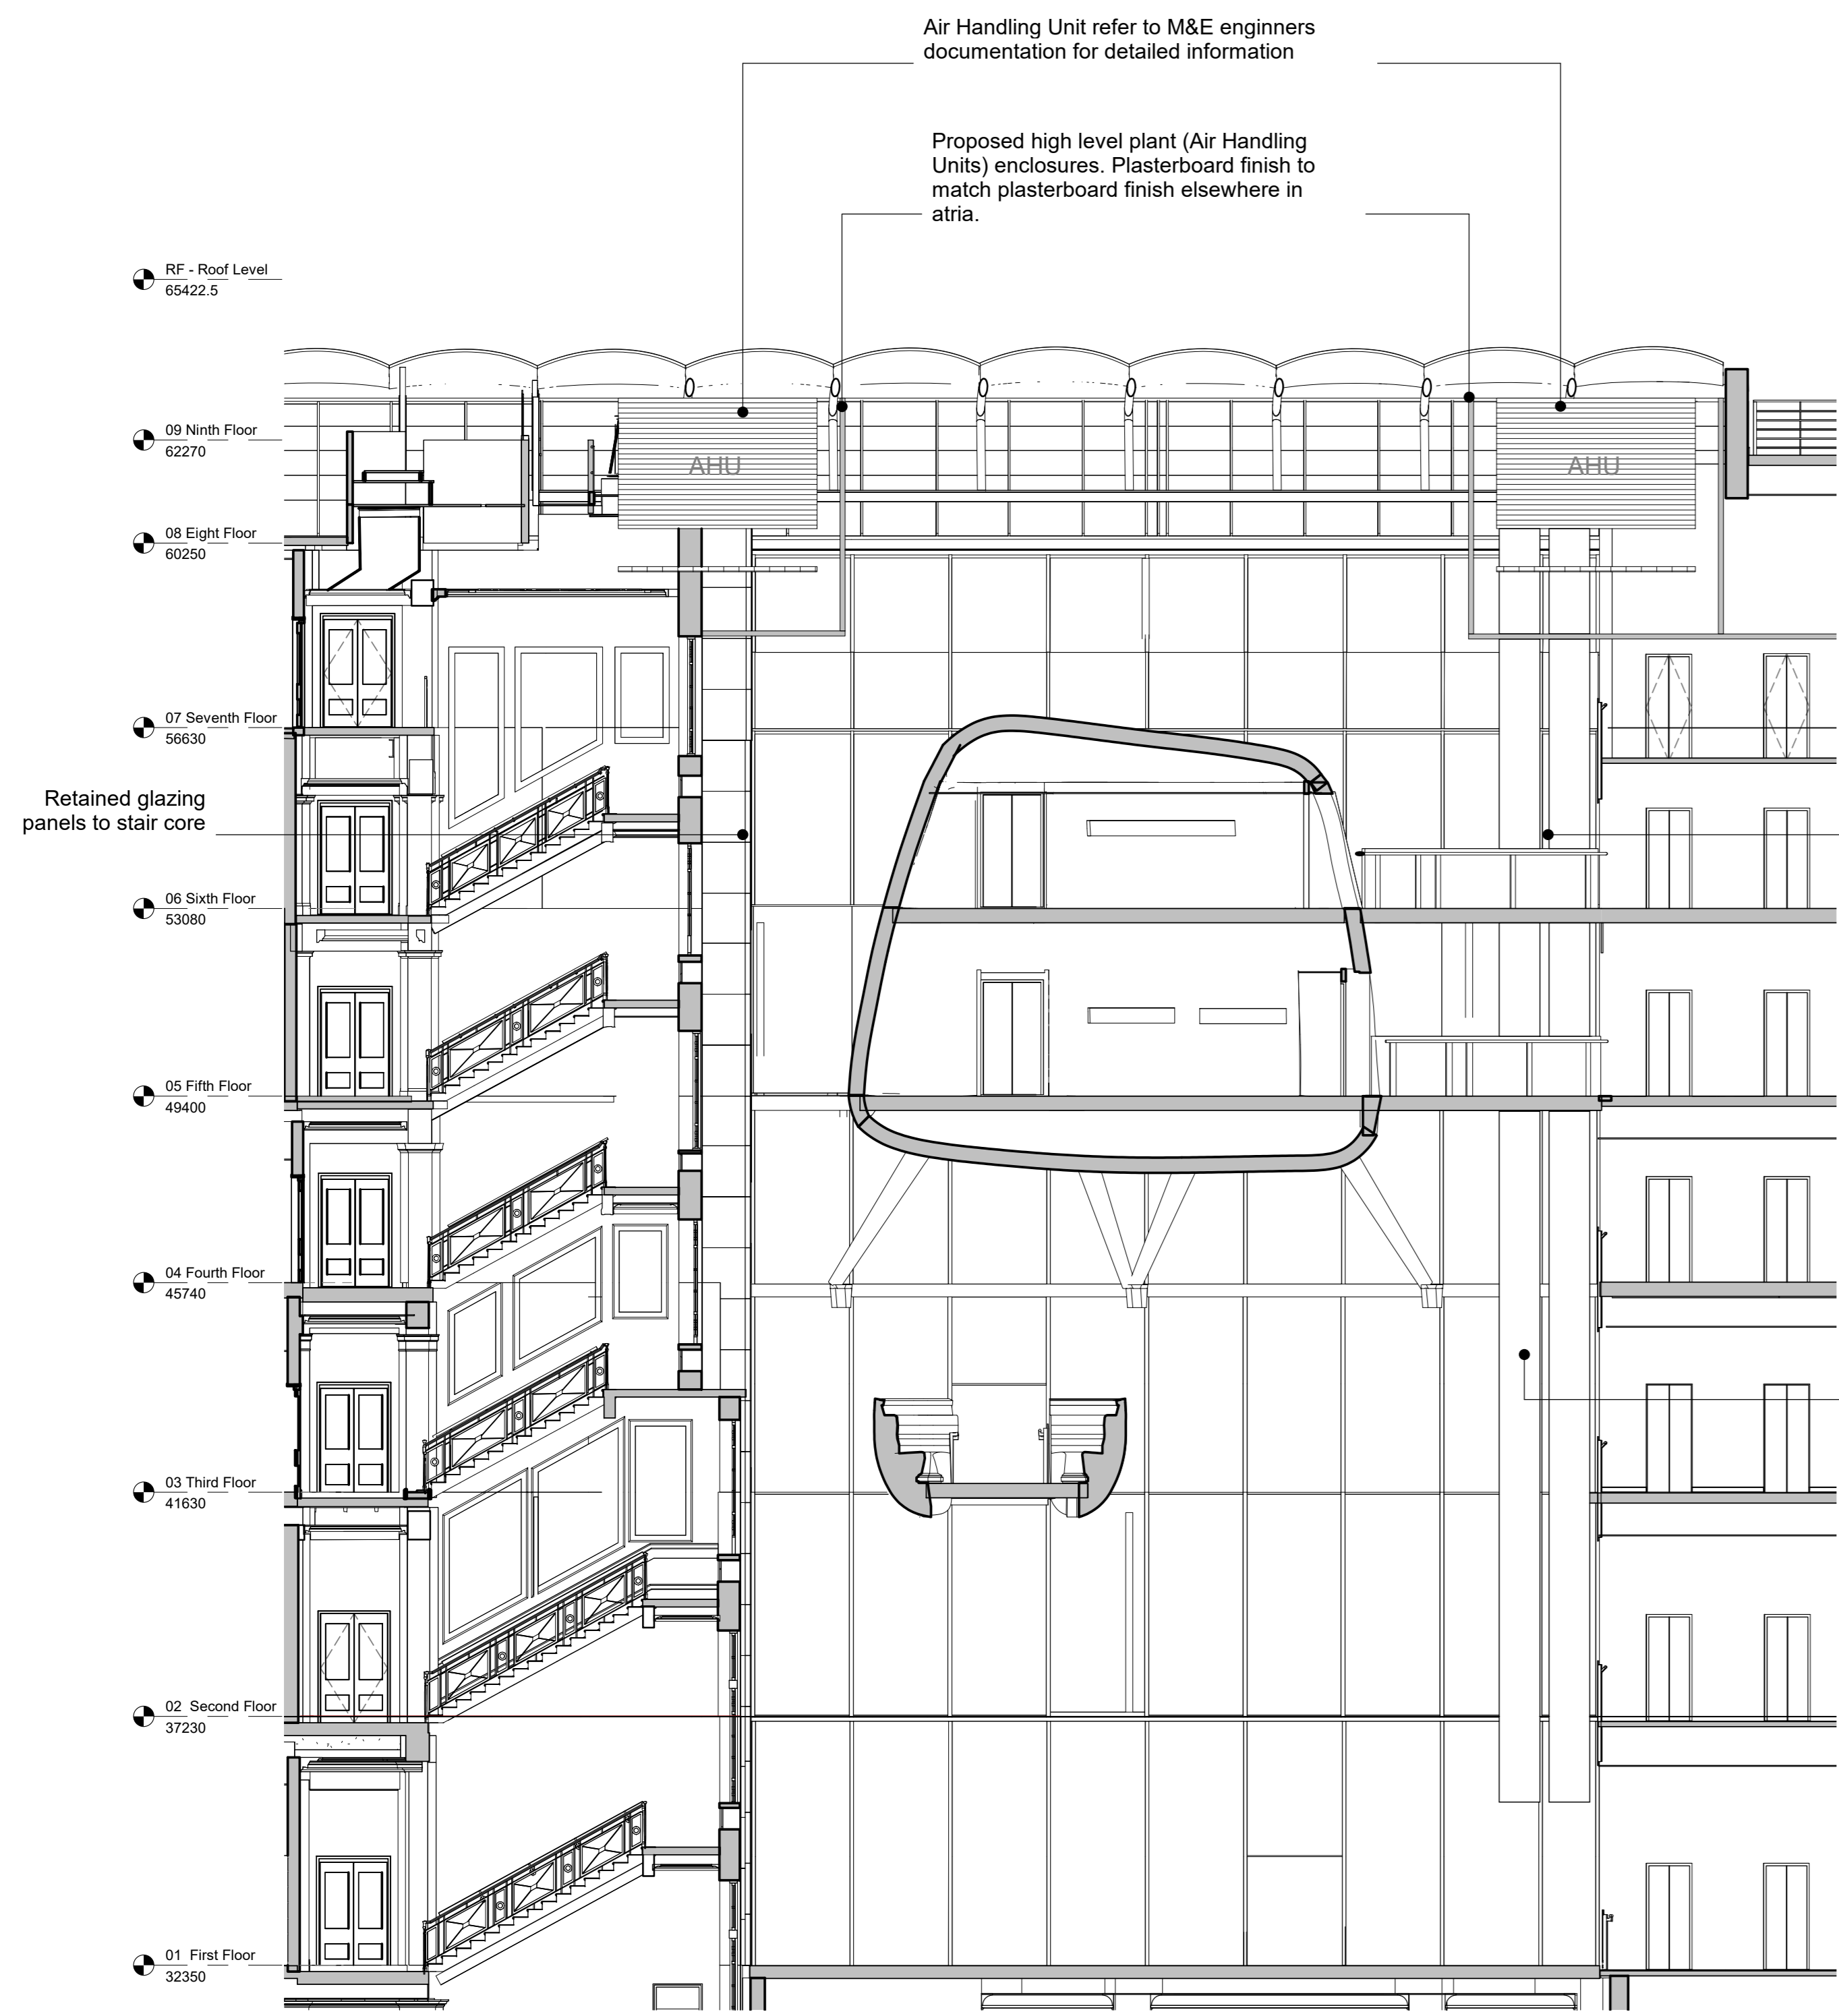 Air Handling Unit refer to M&E enginners
documentation for detailed information
Proposed high level plant (Air Handling
Units) enclosures. Plasterboard finish to
match plasterboard finish elsewhere in
atria.
RF - Roof Level
65422.5
09 Ninth Floor
62270
AHU
AHU
08 Eight Floor
60250
07 Seventh Floor
56630
Retained glazing
panels to stair core
06 Sixth Floor
53080
05 Fifth Floor
49400
04 Fourth Floor
45740
03 Third Floor
41630
02 Second Floor
37230
01 First Floor
32350